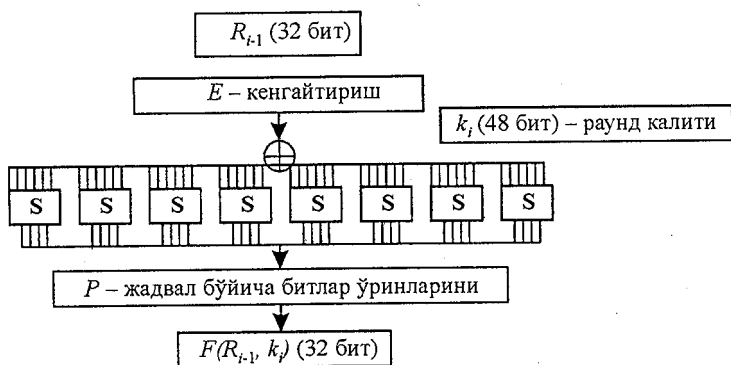 R_{i-1} (32 бит)
E – кенгайтириш
k_i (48 бит) – раунд калити
S S S S S S S S
P – жадвал бўйича битлар ўринларини
F(R_{i-1}, k_i) (32 бит)